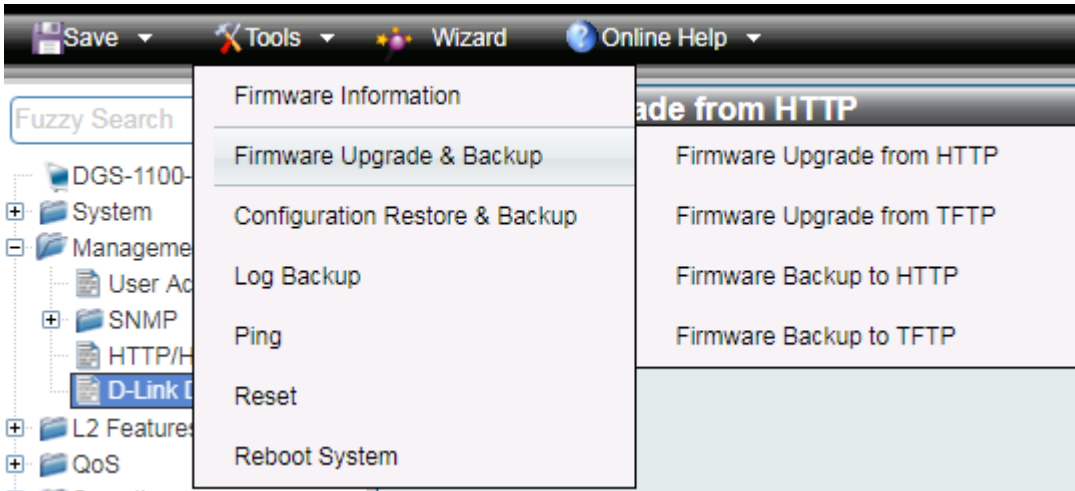 Save Tools Wizard Online Help
Fuzzy Search
DGS-1100-
System
Manageme
User Ac
SNMP
HTTP/H
D-Link D
L2 Features
QoS
Firmware Information
Firmware Upgrade & Backup
Configuration Restore & Backup
Log Backup
Ping
Reset
Reboot System
ade from HTTP
Firmware Upgrade from HTTP
Firmware Upgrade from TFTP
Firmware Backup to HTTP
Firmware Backup to TFTP